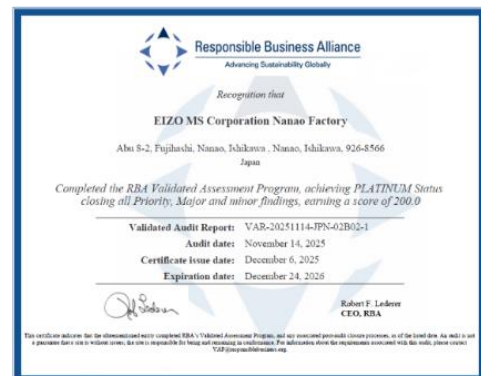 Responsible Business Alliance
Advancing Sustainability Globally
Recognition that
EIZO MS Corporation Nanao Factory
Abu 8-2, Fujihashi, Nanao, Ishikawa , Nanao, Ishikawa, 926-8566
Japan
Completed the RBA Validated Assessment Program, achieving PLATINUM Status
closing all Priority, Major and minor findings, earning a score of 200.0
Validated Audit Report: VAR-20251114-JPN-02B02-1
Audit date: November 14, 2025
Certificate issue date: December 6, 2025
Expiration date: December 24, 2026
Robert F. Lederer
CEO, RBA
This certificate indicates that the abovementioned entity completed RBA's Validated Assessment Program, and any associated post-audit closure processes, as of the listed date. An audit is not
a guarantee that a site is without issues; the site is responsible for being and remaining in conformance. For information about the requirements associated with this audit, please contact
VAP@responsiblebusiness.org.